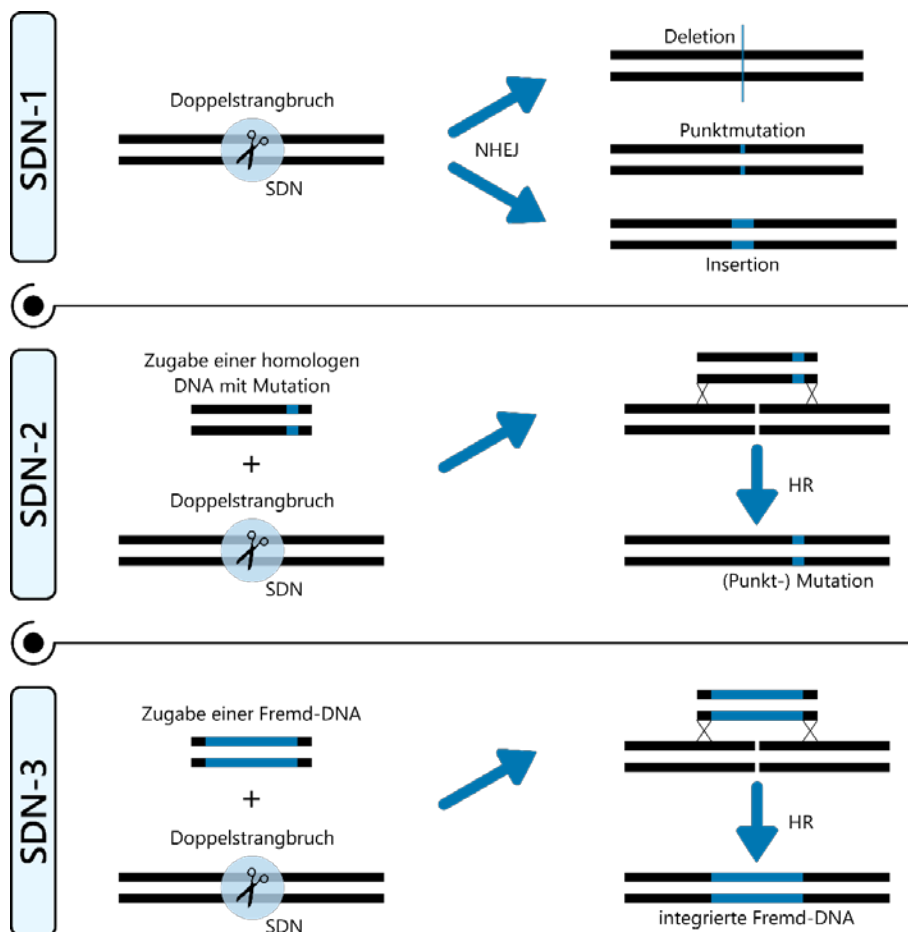 SDN-1
Doppelstrangbruch
SDN
NHEJ
Deletion
Punktmutation
Insertion
SDN-2
Zugabe einer homologen
DNA mit Mutation
+
Doppelstrangbruch
SDN
HR
(Punkt-) Mutation
SDN-3
Zugabe einer Fremd-DNA
+
Doppelstrangbruch
SDN
HR
integrierte Fremd-DNA